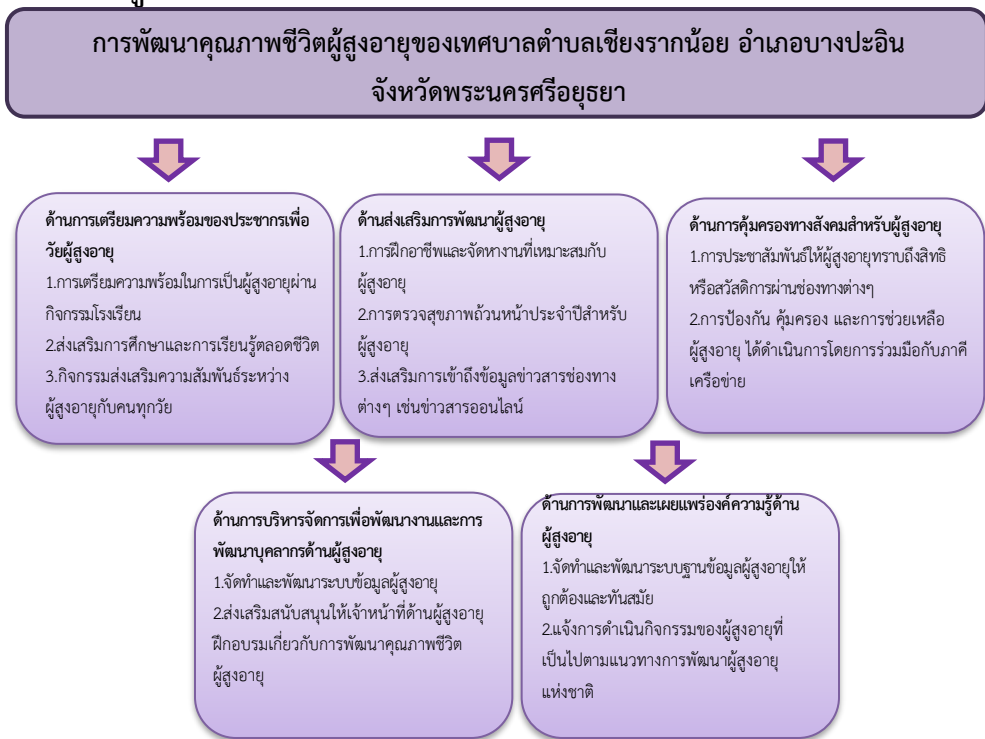 การพัฒนาคุณภาพชีวิตผู้สูงอายุของเทศบาลตำบลเชียงรากน้อย อำเภอบางปะอิน
จังหวัดพระนครศรีอยุธยา
ด้านการเตรียมความพร้อมของประชากรเพื่อ
วัยผู้สูงอายุ
1.การเตรียมความพร้อมในการเป็นผู้สูงอายุผ่าน
กิจกรรมโรงเรียน
2.ส่งเสริมการศึกษาและการเรียนรู้ตลอดชีวิต
3.กิจกรรมส่งเสริมความสัมพันธ์ระหว่าง
ผู้สูงอายุกับคนทุกวัย
ด้านส่งเสริมการพัฒนาผู้สูงอายุ
1.การฝึกอาชีพและจัดหางานที่เหมาะสมกับ
ผู้สูงอายุ
2.การตรวจสุขภาพถ้วนหน้าประจำปีสำหรับ
ผู้สูงอายุ
3.ส่งเสริมการเข้าถึงข้อมูลข่าวสารช่องทาง
ต่างๆ เช่นข่าวสารออนไลน์
ด้านการคุ้มครองทางสังคมสำหรับผู้สูงอายุ
1.การประชาสัมพันธ์ให้ผู้สูงอายุทราบถึงสิทธิ
หรือสวัสดิการผ่านช่องทางต่างๆ
2.การป้องกัน คุ้มครอง และการช่วยเหลือ
ผู้สูงอายุ ได้ดำเนินการโดยการร่วมมือกับภาคี
เครือข่าย
ด้านการบริหารจัดการเพื่อพัฒนางานและการ
พัฒนาบุคลากรด้านผู้สูงอายุ
1.จัดทำและพัฒนาระบบข้อมูลผู้สูงอายุ
2.ส่งเสริมสนับสนุนให้เจ้าหน้าที่ด้านผู้สูงอายุ
ฝึกอบรมเกี่ยวกับการพัฒนาคุณภาพชีวิต
ผู้สูงอายุ
ด้านการพัฒนาและเผยแพร่องค์ความรู้ด้าน
ผู้สูงอายุ
1.จัดทำและพัฒนาระบบฐานข้อมูลผู้สูงอายุให้
ถูกต้องและทันสมัย
2.แจ้งการดำเนินกิจกรรมของผู้สูงอายุที่
เป็นไปตามแนวทางการพัฒนาผู้สูงอายุ
แห่งชาติ